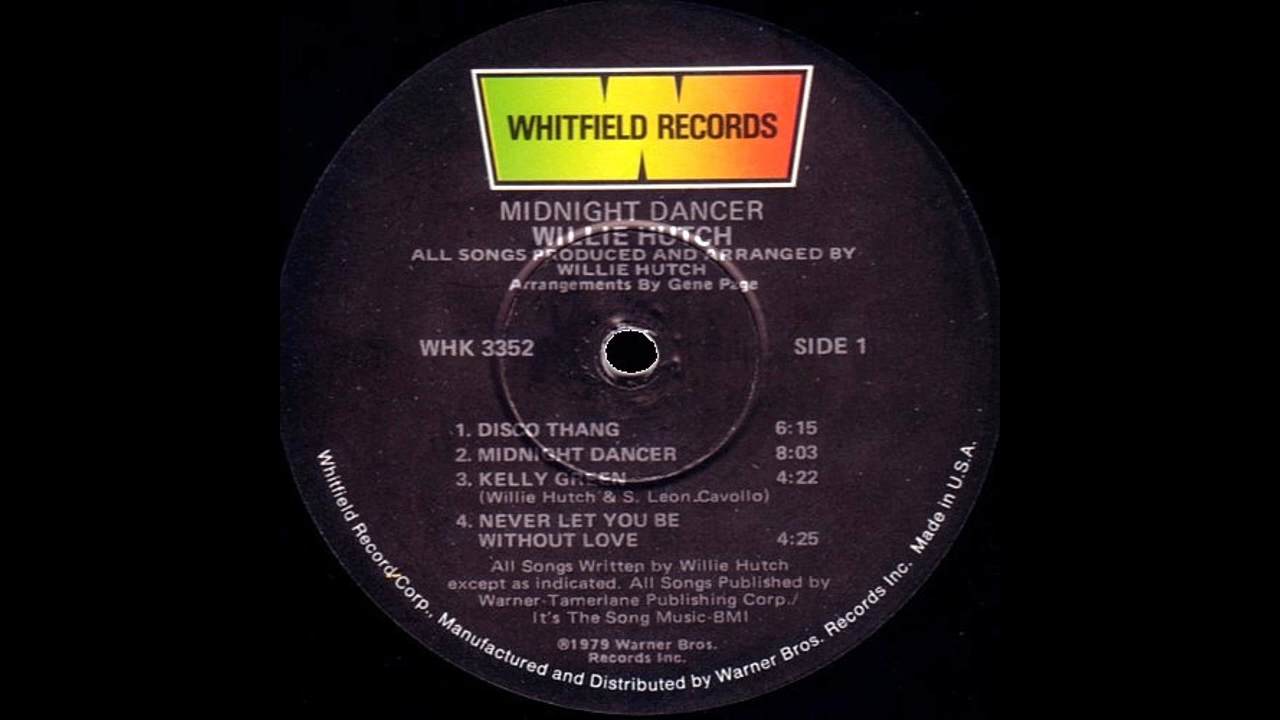 WHITFIELD RECORDS
MIDNIGHT DANCER
WILLIE HUTCH
ALL SONGS PRODUCED AND ARRANGED BY
WILLIE HUTCH
Arrangements By Gene Page
WHK 3352
SIDE 1
1. DISCO THANG 6:15
2. MIDNIGHT DANCER 8:03
3. KELLY GREEN 4:22
(Willie Hutch & S. Leon Cavollo)
4. NEVER LET YOU BE
WITHOUT LOVE 4:25
All Songs Written by Willie Hutch
except as indicated. All Songs Published by
Warner-Tamerlane Publishing Corp./
It's The Song Music-BMI
℗1979 Warner Bros.
Records Inc.
Whitfield Record Corp., Manufactured and Distributed by Warner Bros. Records Inc. Made in U.S.A.